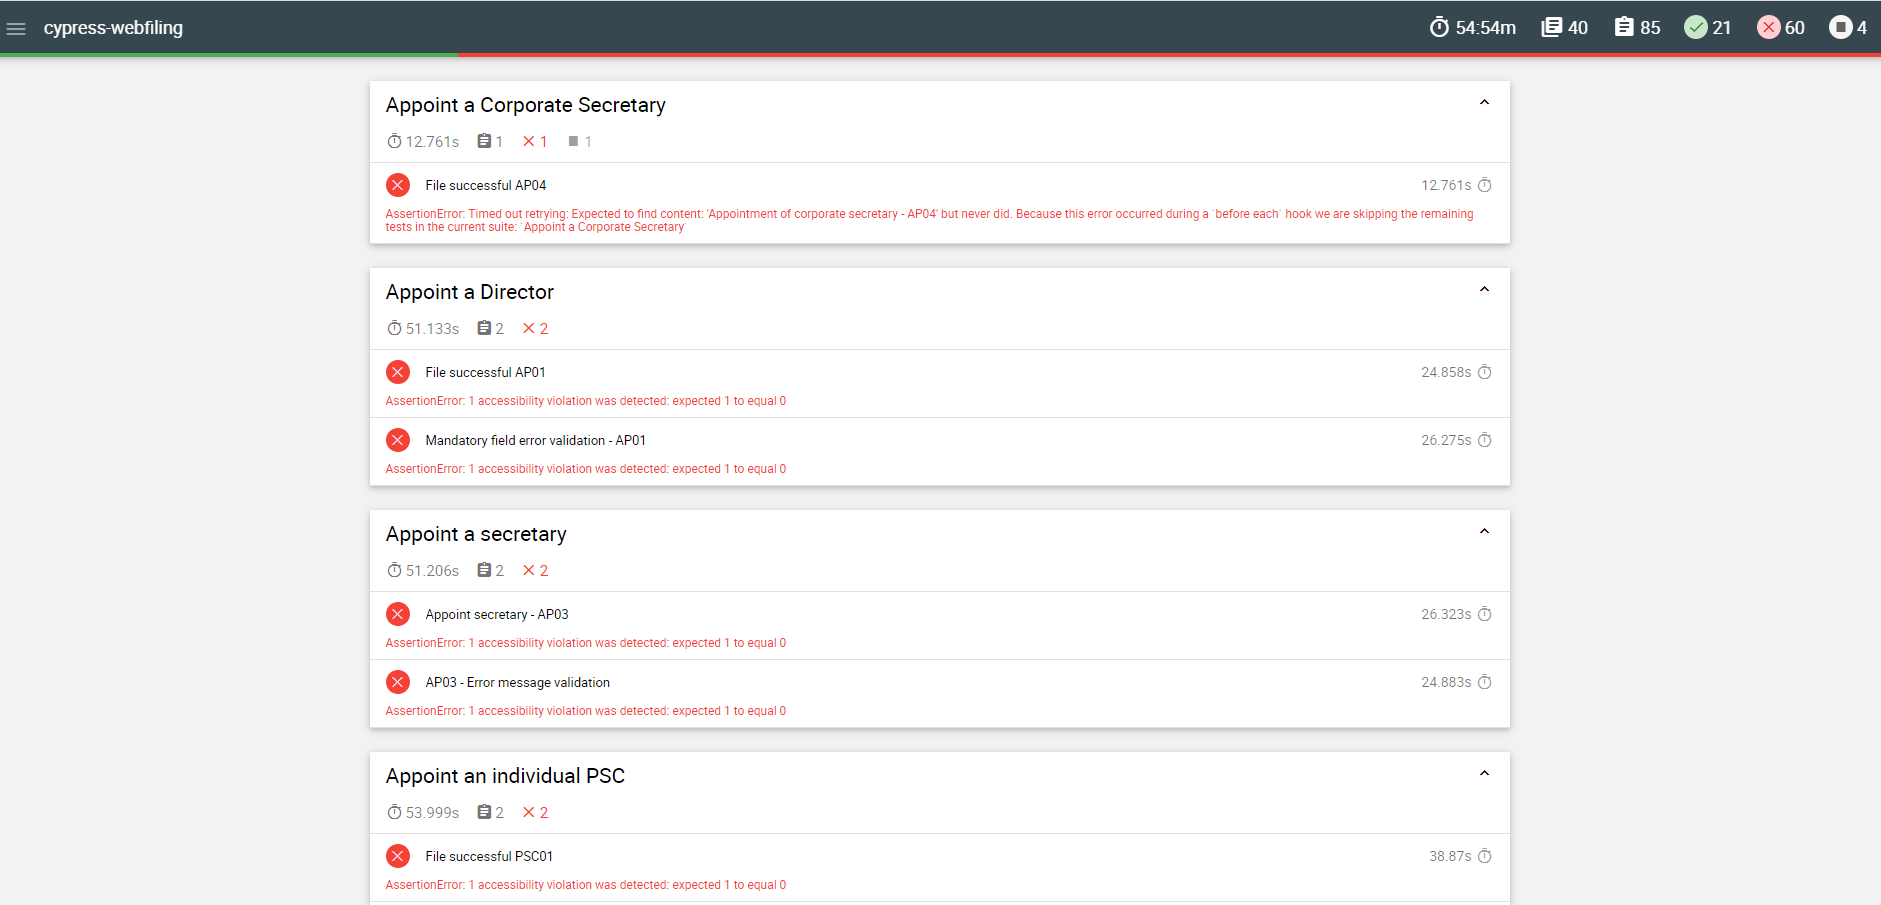 cypress-webfiling
54:54m 40 85 21 60 4
Appoint a Corporate Secretary
12.761s 1 1 1
File successful AP04 12.761s
AssertionError: Timed out retrying: Expected to find content: 'Appointment of corporate secretary - AP04' but never did. Because this error occurred during a `before each` hook we are skipping the remaining
tests in the current suite: `Appoint a Corporate Secretary`
Appoint a Director
51.133s 2 2
File successful AP01 24.858s
AssertionError: 1 accessibility violation was detected: expected 1 to equal 0
Mandatory field error validation - AP01 26.275s
AssertionError: 1 accessibility violation was detected: expected 1 to equal 0
Appoint a secretary
51.206s 2 2
Appoint secretary - AP03 26.323s
AssertionError: 1 accessibility violation was detected: expected 1 to equal 0
AP03 - Error message validation 24.883s
AssertionError: 1 accessibility violation was detected: expected 1 to equal 0
Appoint an individual PSC
53.999s 2 2
File successful PSC01 38.87s
AssertionError: 1 accessibility violation was detected: expected 1 to equal 0